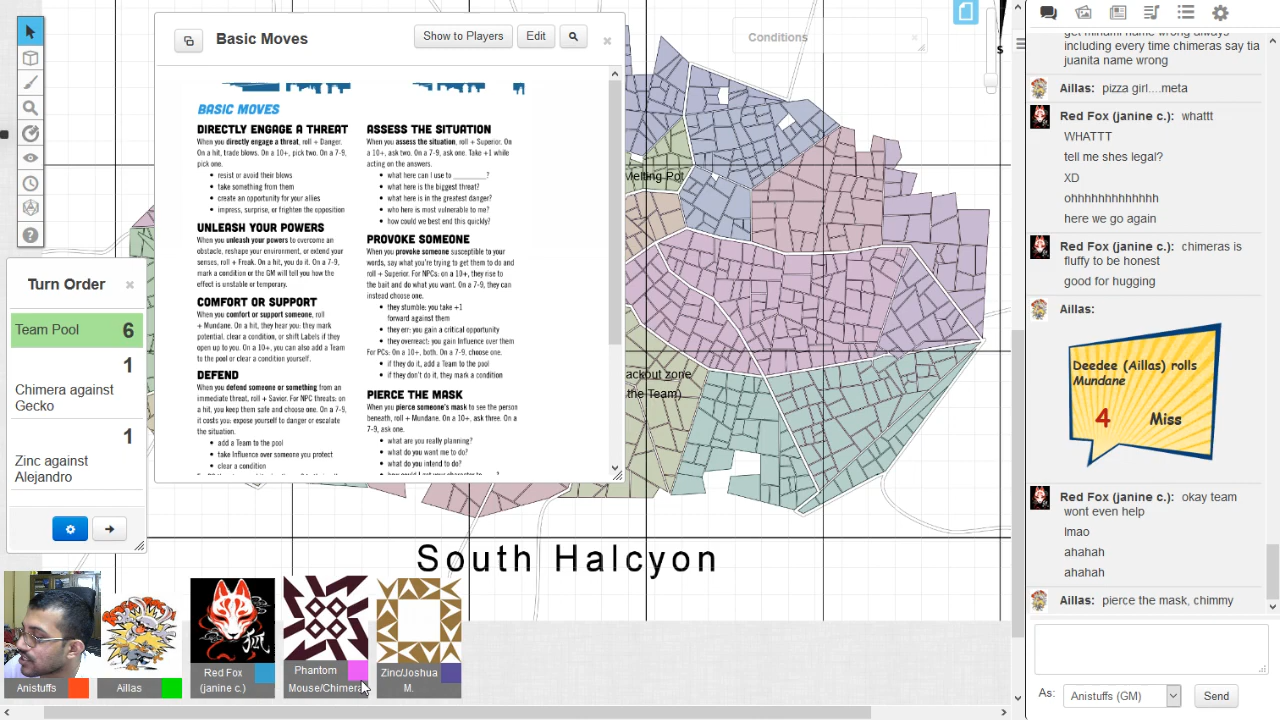 Basic Moves
Show to Players
Edit
BASIC MOVES
DIRECTLY ENGAGE A THREAT
When you directly engage a threat, roll + Danger.
On a hit, trade blows. On a 10+, pick two. On a 7-9,
pick one.
• resist or avoid their blows
• take something from them
• create an opportunity for your allies
• impress, surprise, or frighten the opposition
UNLEASH YOUR POWERS
When you unleash your powers to overcome an
obstacle, reshape your environment, or extend your
senses, roll + Freak. On a hit, you do it. On a 7-9,
mark a condition or the GM will tell you how the
effect is unstable or temporary.
COMFORT OR SUPPORT
When you comfort or support someone, roll
+ Mundane. On a hit, they hear you: they mark
potential, clear a condition, or shift Labels if they
open up to you. On a 10+, you can also add a Team
to the pool or clear a condition yourself.
DEFEND
When you defend someone or something from an
immediate threat, roll + Savior. For NPC threats: on
a hit, you keep them safe and choose one. On a 7-9,
it costs you: expose yourself to danger or escalate
the situation.
• add a Team to the pool
• take Influence over someone you protect
• clear a condition
ASSESS THE SITUATION
When you assess the situation, roll + Superior. On
a 10+, ask two. On a 7-9, ask one. Take +1 while
acting on the answers.
• what here can I use to ________?
• what here is the biggest threat?
• what here is in the greatest danger?
• who here is most vulnerable to me?
• how could we best end this quickly?
PROVOKE SOMEONE
When you provoke someone susceptible to your
words, say what you're trying to get them to do and
roll + Superior. For NPCs: on a 10+, they rise to
the bait and do what you want. On a 7-9, they can
instead choose one.
• they stumble: you take +1
forward against them
• they err: you gain a critical opportunity
• they overreact: you gain Influence over them
For PCs: On a 10+, both. On a 7-9, choose one.
• if they do it, add a Team to the pool
• if they don't do it, they mark a condition
PIERCE THE MASK
When you pierce someone's mask to see the person
beneath, roll + Mundane. On a 10+, ask three. On a
7-9, ask one.
• what are you really planning?
• what do you want me to do?
• what do you intend to do?
Conditions
Melting Pot
ackout zone
the Team)
South Halcyon
Turn Order
Team Pool 6
1
Chimera against
Gecko
1
Zinc against
Alejandro
Anistuffs
Aillas
Red Fox
(janine c.)
Phantom
Mouse/Chimera
Zinc/Joshua
M.
get minami name wrong always
including every time chimeras say tia
juanita name wrong
Aillas: pizza girl....meta
Red Fox (janine c.): whattt
WHATTT
tell me shes legal?
XD
ohhhhhhhhhhhhh
here we go again
Red Fox (janine c.): chimeras is
fluffy to be honest
good for hugging
Aillas:
Deedee (Aillas) rolls
Mundane
4 Miss
Red Fox (janine c.): okay team
wont even help
lmao
ahahah
ahahah
Aillas: pierce the mask, chimmy
As: Anistuffs (GM)
Send